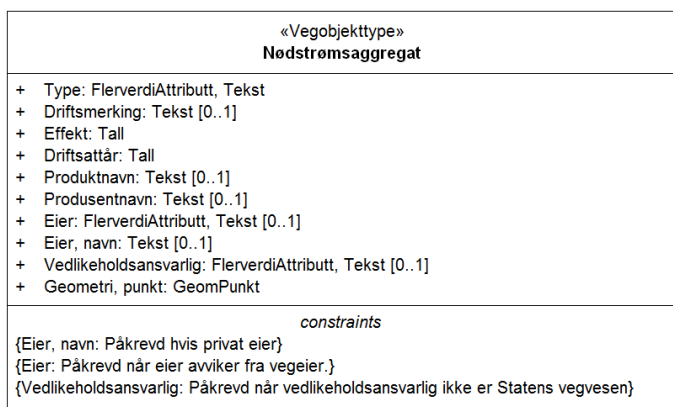 «Vegobjekttype»
Nødstrømsaggregat
+ Type: FlerverdiAttributt, Tekst
+ Driftsmerking: Tekst [0..1]
+ Effekt: Tall
+ Driftsattår: Tall
+ Produktnavn: Tekst [0..1]
+ Produsentnavn: Tekst [0..1]
+ Eier: FlerverdiAttributt, Tekst [0..1]
+ Eier, navn: Tekst [0..1]
+ Vedlikeholdsansvarlig: FlerverdiAttributt, Tekst [0..1]
+ Geometri, punkt: GeomPunkt
constraints
{Eier, navn: Påkrevd hvis privat eier}
{Eier: Påkrevd når eier avviker fra vegeier.}
{Vedlikeholdsansvarlig: Påkrevd når vedlikeholdsansvarlig ikke er Statens vegvesen}